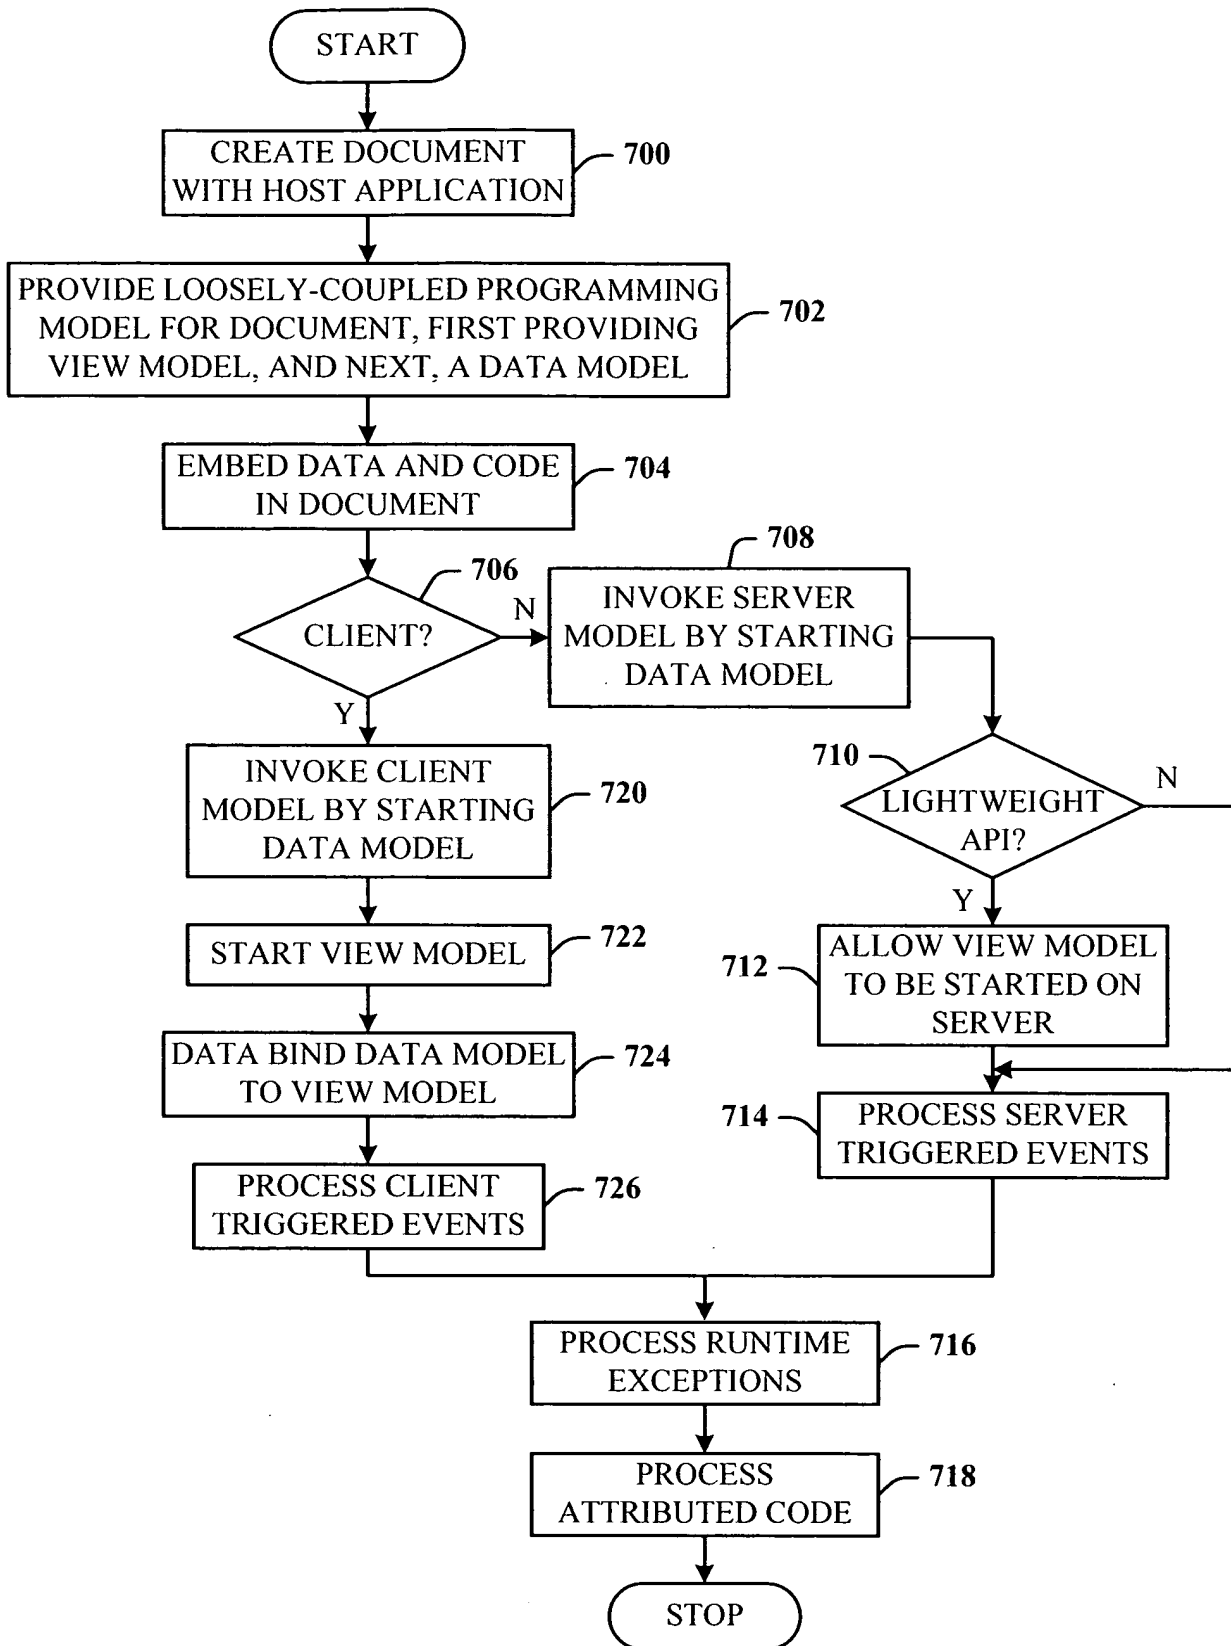 START
CREATE DOCUMENT
WITH HOST APPLICATION
700
PROVIDE LOOSELY-COUPLED PROGRAMMING
MODEL FOR DOCUMENT, FIRST PROVIDING
VIEW MODEL, AND NEXT, A DATA MODEL
702
EMBED DATA AND CODE
IN DOCUMENT
704
706
CLIENT?
N
Y
708
INVOKE SERVER
MODEL BY STARTING
DATA MODEL
710
LIGHTWEIGHT
API?
N
Y
INVOKE CLIENT
MODEL BY STARTING
DATA MODEL
720
START VIEW MODEL
722
712
ALLOW VIEW MODEL
TO BE STARTED ON
SERVER
DATA BIND DATA MODEL
TO VIEW MODEL
724
714
PROCESS SERVER
TRIGGERED EVENTS
PROCESS CLIENT
TRIGGERED EVENTS
726
PROCESS RUNTIME
EXCEPTIONS
716
PROCESS
ATTRIBUTED CODE
718
STOP